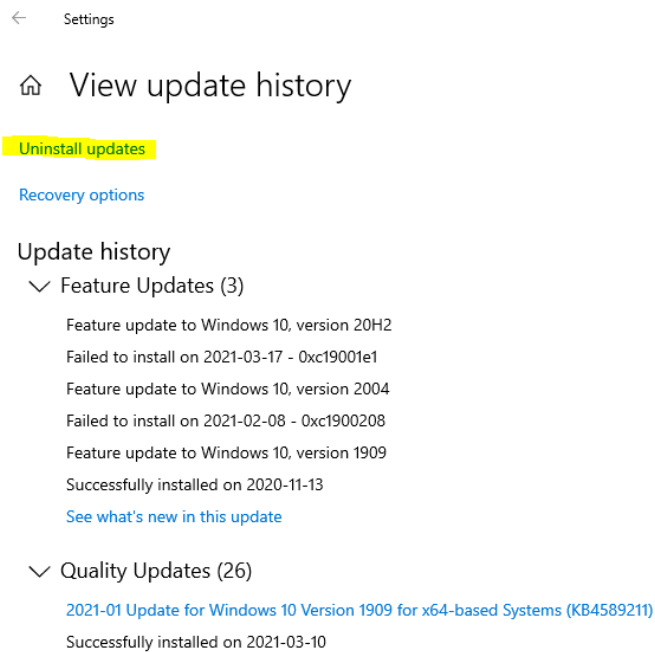 Settings
View update history
Uninstall updates
Recovery options
Update history
Feature Updates (3)
Feature update to Windows 10, version 20H2
Failed to install on 2021-03-17 - 0xc19001e1
Feature update to Windows 10, version 2004
Failed to install on 2021-02-08 - 0xc1900208
Feature update to Windows 10, version 1909
Successfully installed on 2020-11-13
See what's new in this update
Quality Updates (26)
2021-01 Update for Windows 10 Version 1909 for x64-based Systems (KB4589211)
Successfully installed on 2021-03-10